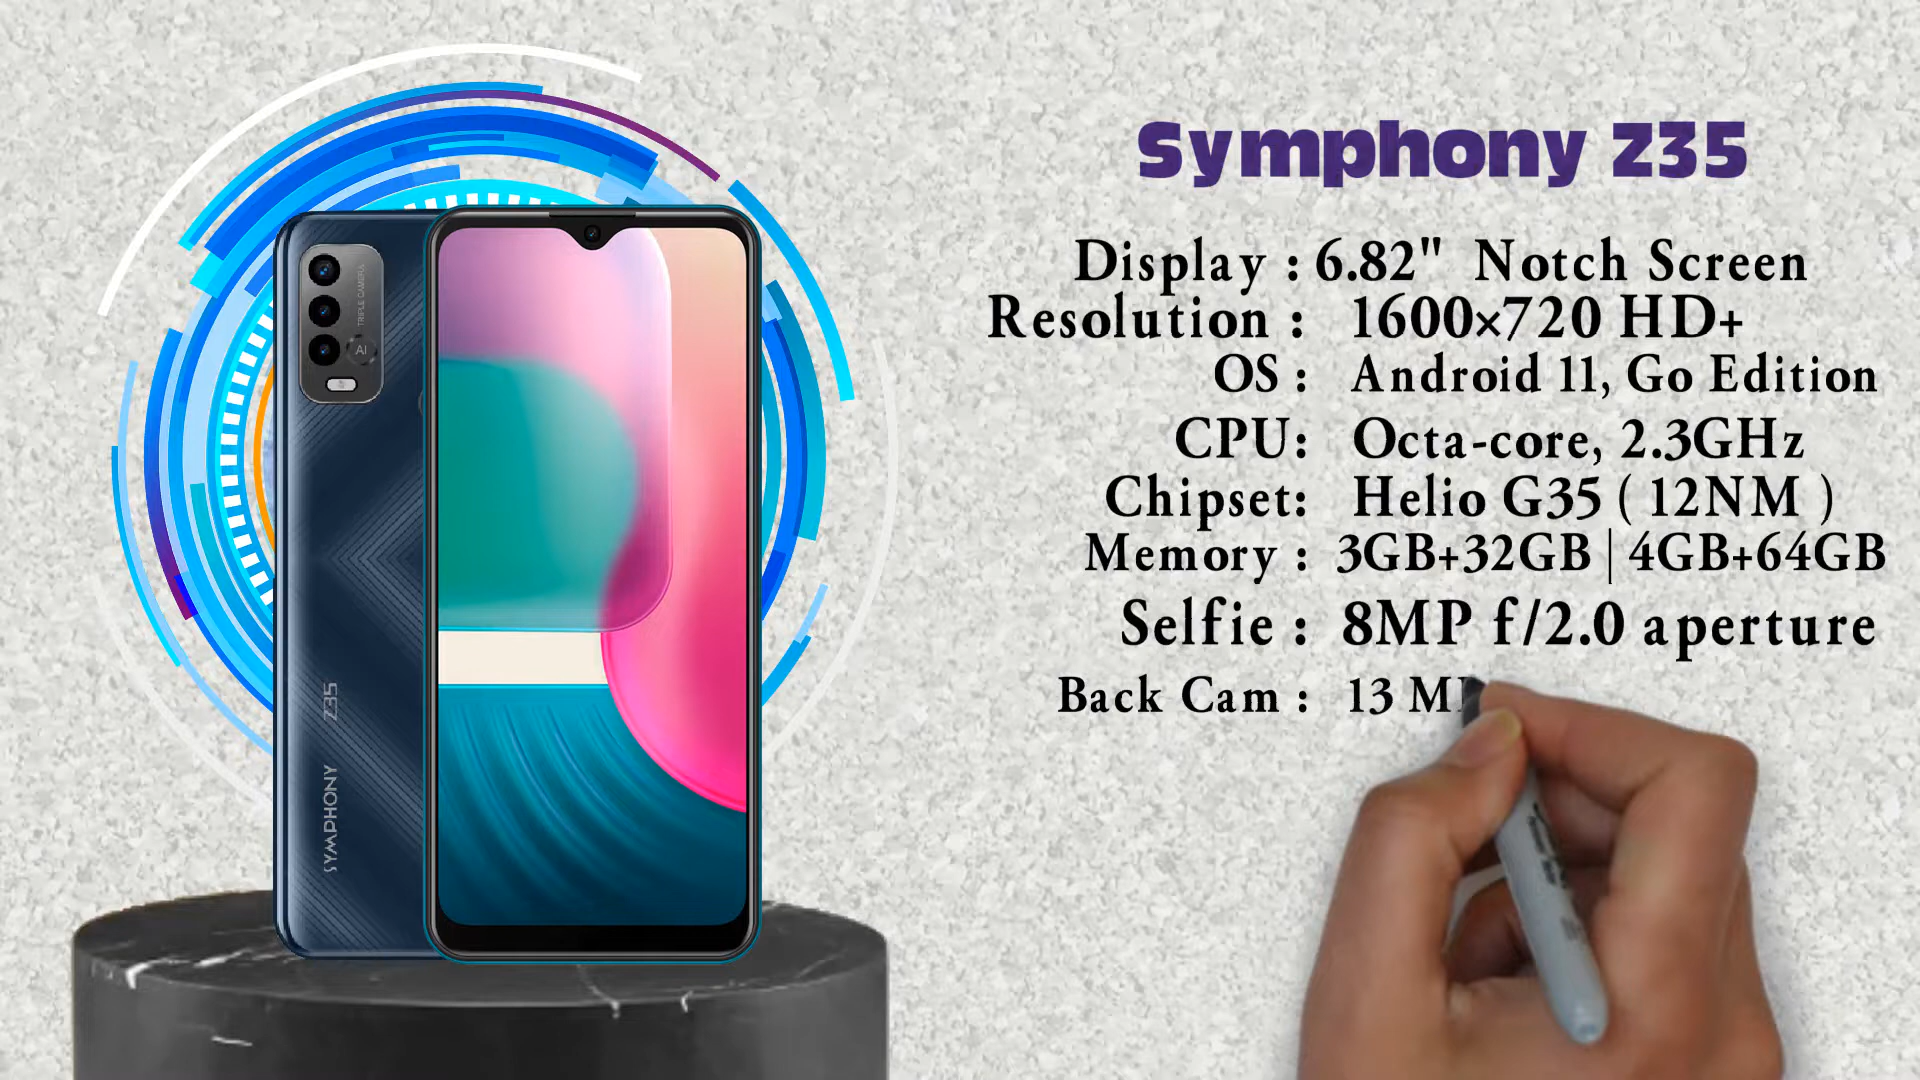 Symphony Z35
Display : 6.82" Notch Screen
Resolution : 1600×720 HD+
OS : Android 11, Go Edition
CPU: Octa-core, 2.3GHz
Chipset: Helio G35 ( 12NM )
Memory : 3GB+32GB | 4GB+64GB
Selfie : 8MP f/2.0 aperture
Back Cam : 13
TRIPLE CAMERA
AI
SYMPHONY Z35